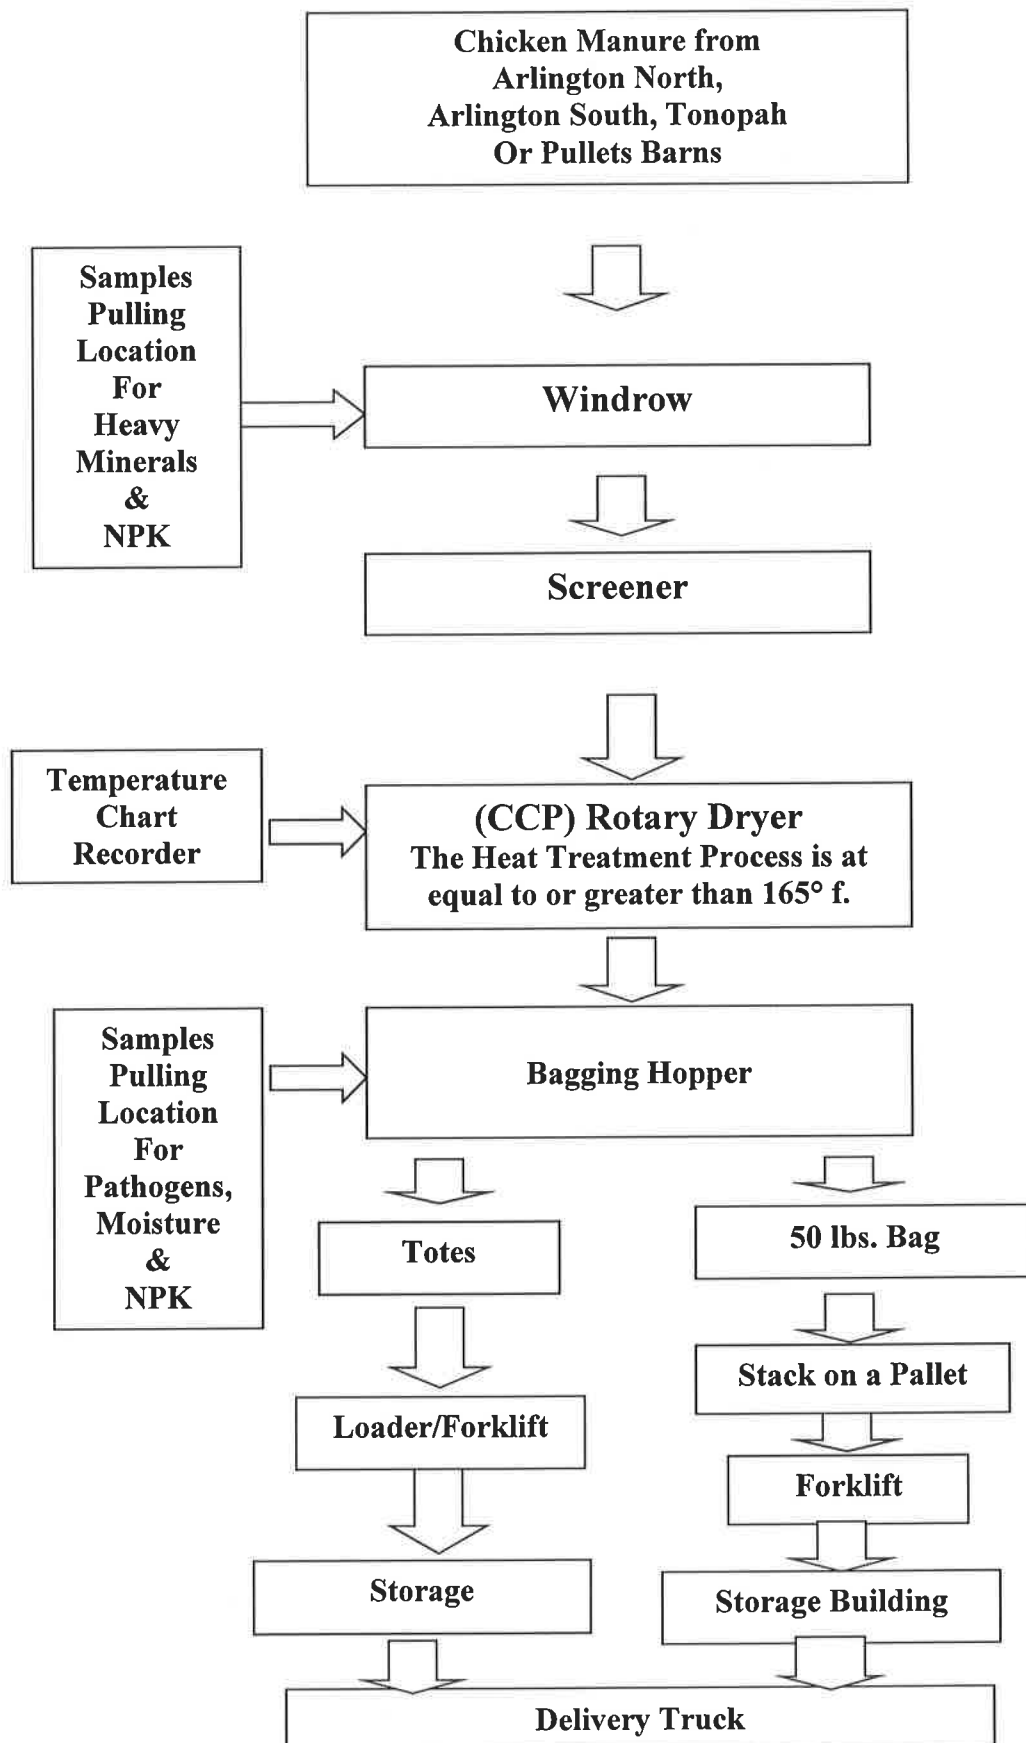 Chicken Manure from
Arlington North,
Arlington South, Tonopah
Or Pullets Barns
Samples
Pulling
Location
For
Heavy
Minerals
&
NPK
Windrow
Screener
Temperature
Chart
Recorder
(CCP) Rotary Dryer
The Heat Treatment Process is at
equal to or greater than 165° f.
Samples
Pulling
Location
For
Pathogens,
Moisture
&
NPK
Bagging Hopper
Totes
50 lbs. Bag
Loader/Forklift
Stack on a Pallet
Forklift
Storage
Storage Building
Delivery Truck